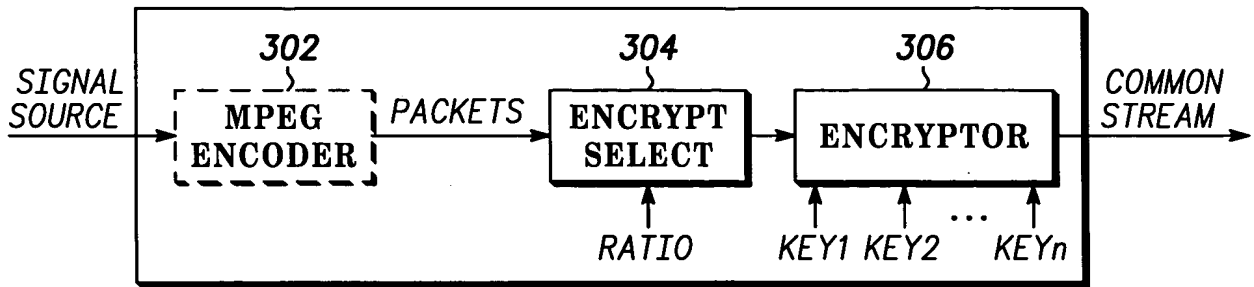 302
304
306
SIGNAL
SOURCE
MPEG
ENCODER
PACKETS
ENCRYPT
SELECT
ENCRYPTOR
COMMON
STREAM
RATIO
KEY1 KEY2 ... KEYn